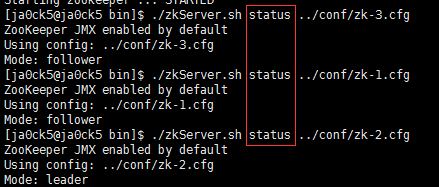 Starting zookeeper ... STARTED
[ja0ck5@ja0ck5 bin]$ ./zkServer.sh status ../conf/zk-3.cfg
ZooKeeper JMX enabled by default
Using config: ../conf/zk-3.cfg
Mode: follower
[ja0ck5@ja0ck5 bin]$ ./zkServer.sh status ../conf/zk-1.cfg
ZooKeeper JMX enabled by default
Using config: ../conf/zk-1.cfg
Mode: follower
[ja0ck5@ja0ck5 bin]$ ./zkServer.sh status ../conf/zk-2.cfg
ZooKeeper JMX enabled by default
Using config: ../conf/zk-2.cfg
Mode: leader